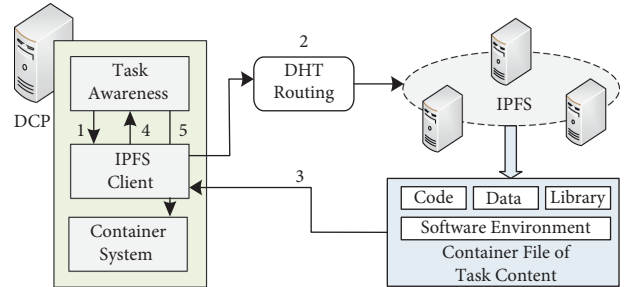 2
Task
Awareness
DHT
Routing
DCP
IPFS
1
4
5
IPFS
Client
3
Code
Data
Library
Software Environment
Container
System
Container File of
Task Content